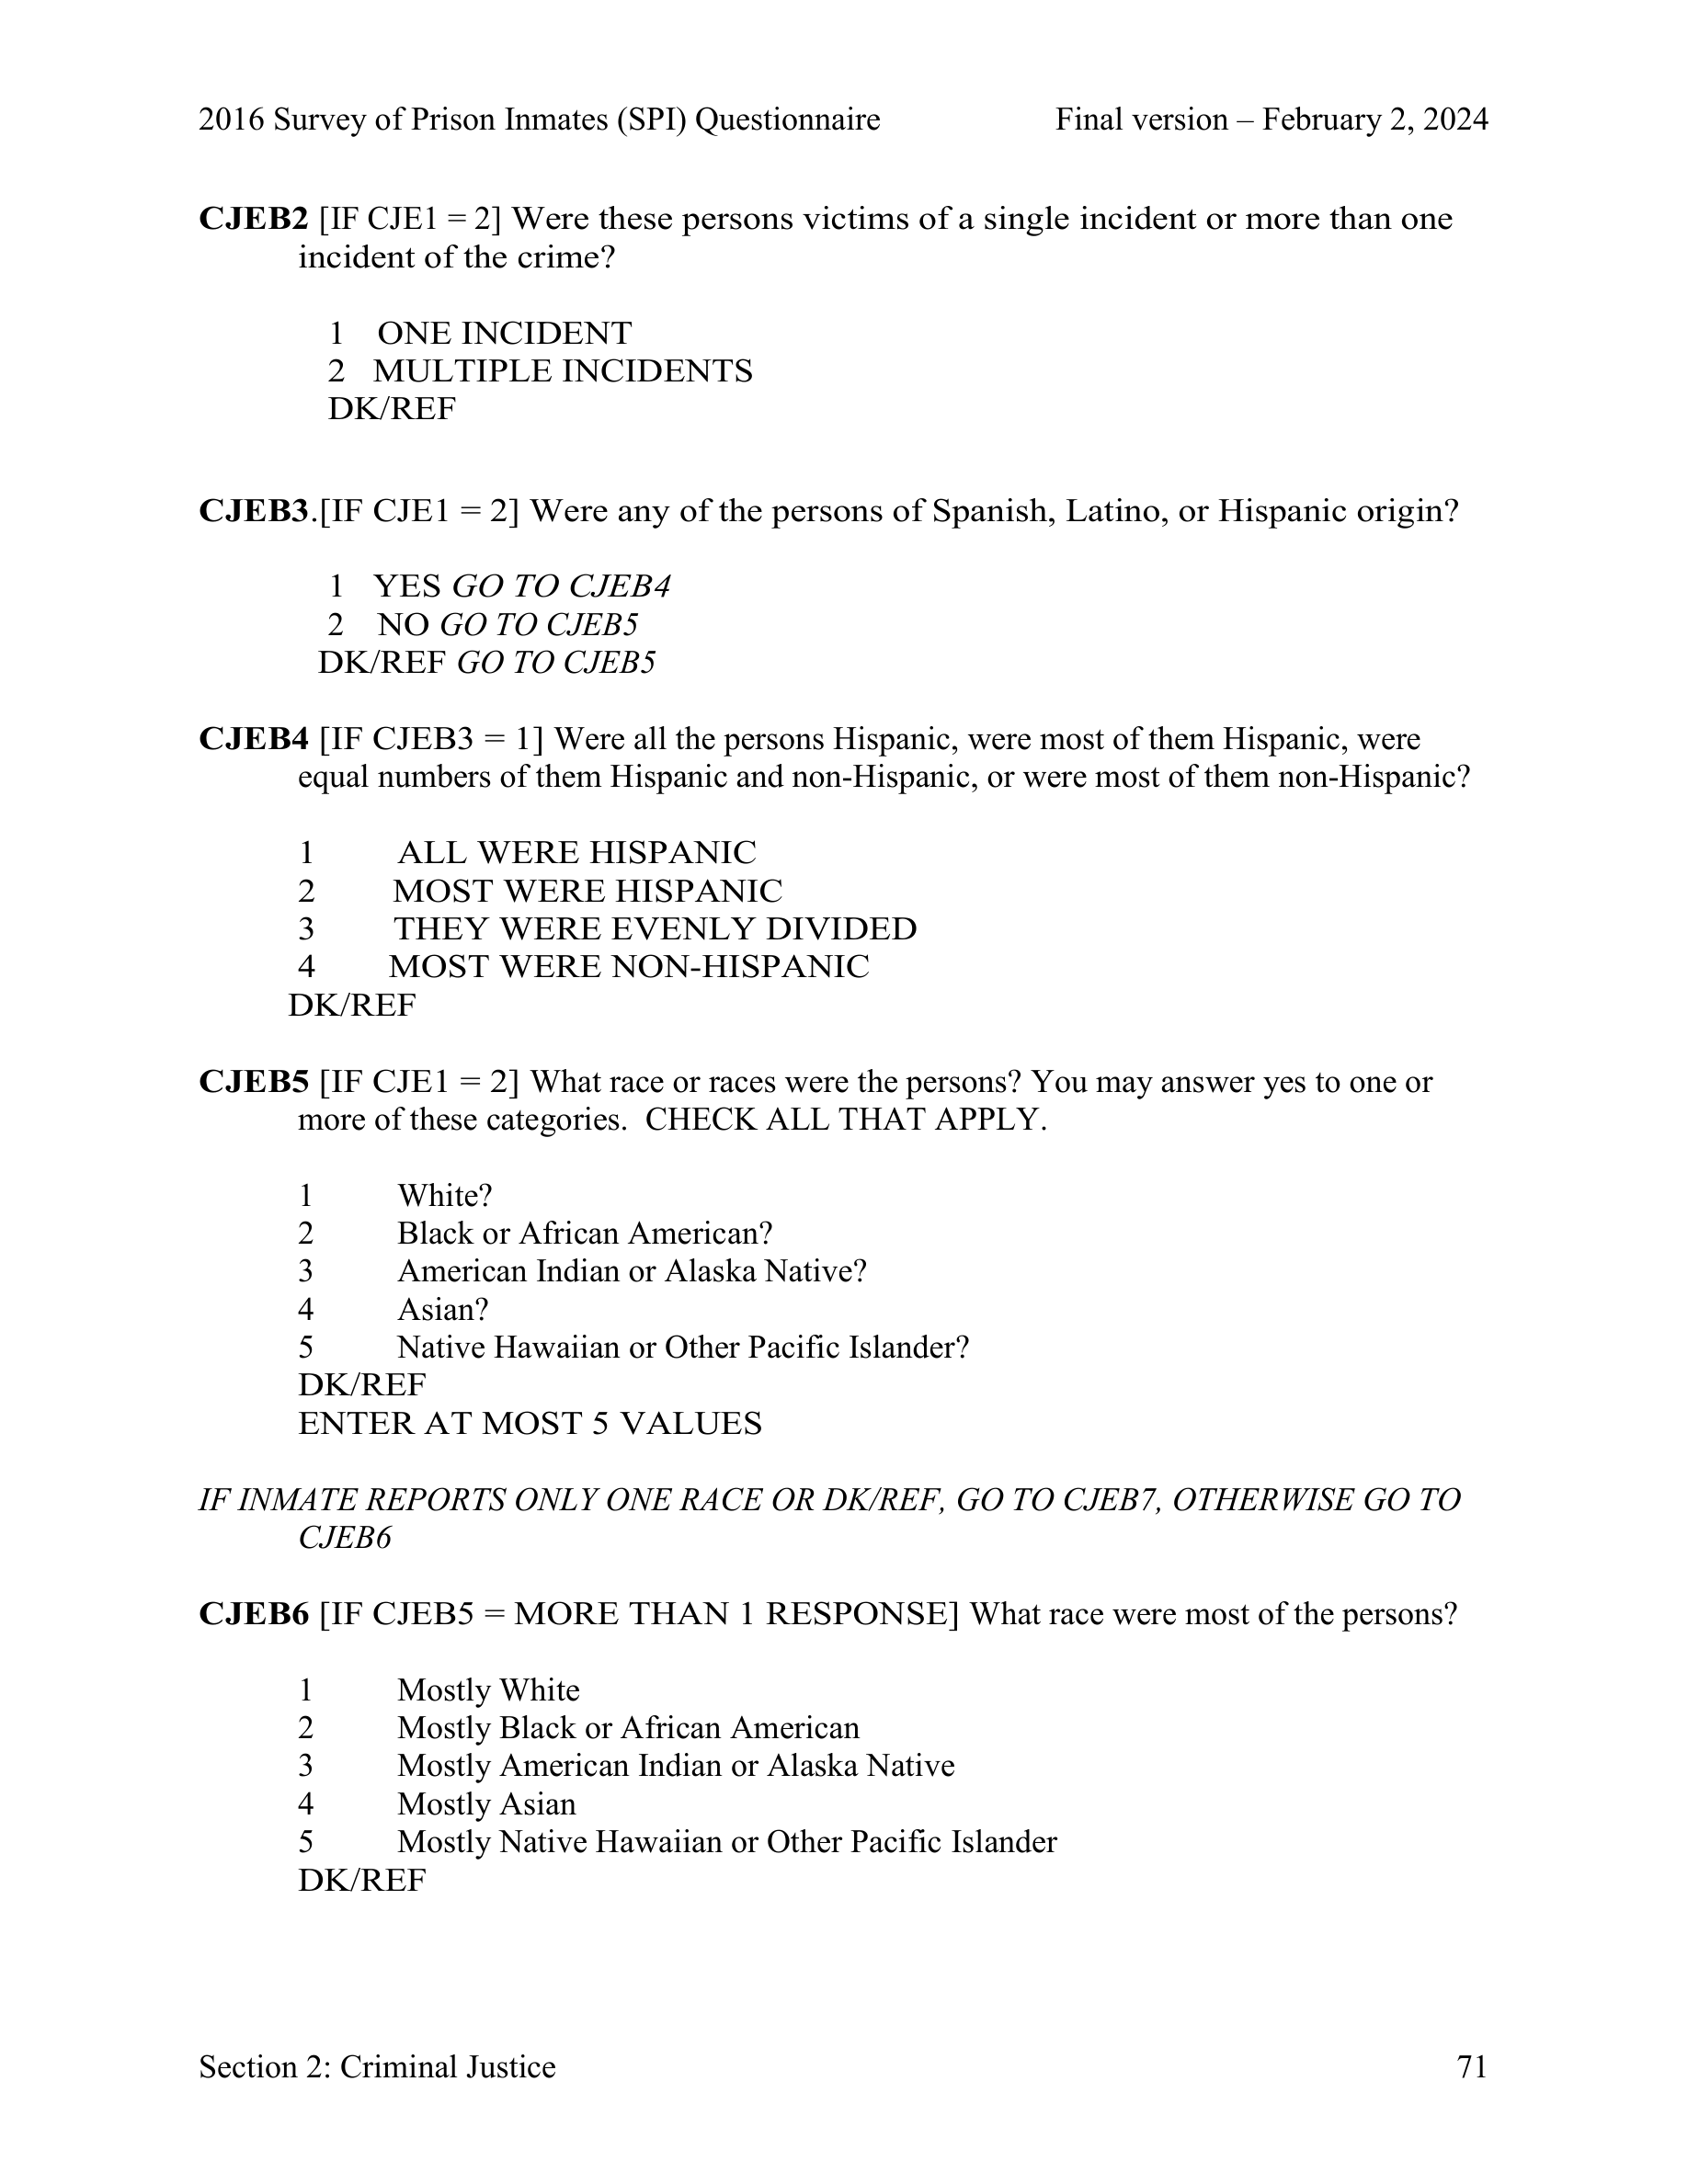 2016 Survey of Prison Inmates (SPI) Questionnaire Final version – February 2, 2024
CJEB2 [IF CJE1 = 2] Were these persons victims of a single incident or more than one
incident of the crime?
1 ONE INCIDENT
2 MULTIPLE INCIDENTS
DK/REF
CJEB3.[IF CJE1 = 2] Were any of the persons of Spanish, Latino, or Hispanic origin?
1 YES GO TO CJEB4
2 NO GO TO CJEB5
DK/REF GO TO CJEB5
CJEB4 [IF CJEB3 = 1] Were all the persons Hispanic, were most of them Hispanic, were
equal numbers of them Hispanic and non-Hispanic, or were most of them non-Hispanic?
1 ALL WERE HISPANIC
2 MOST WERE HISPANIC
3 THEY WERE EVENLY DIVIDED
4 MOST WERE NON-HISPANIC
DK/REF
CJEB5 [IF CJE1 = 2] What race or races were the persons? You may answer yes to one or
more of these categories. CHECK ALL THAT APPLY.
1 White?
2 Black or African American?
3 American Indian or Alaska Native?
4 Asian?
5 Native Hawaiian or Other Pacific Islander?
DK/REF
ENTER AT MOST 5 VALUES
IF INMATE REPORTS ONLY ONE RACE OR DK/REF, GO TO CJEB7, OTHERWISE GO TO
CJEB6
CJEB6 [IF CJEB5 = MORE THAN 1 RESPONSE] What race were most of the persons?
1 Mostly White
2 Mostly Black or African American
3 Mostly American Indian or Alaska Native
4 Mostly Asian
5 Mostly Native Hawaiian or Other Pacific Islander
DK/REF
Section 2: Criminal Justice 71